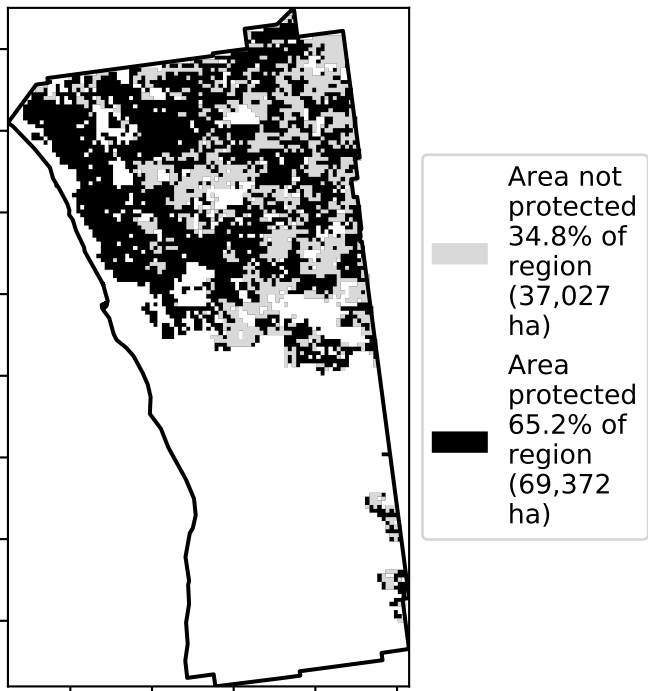 Area not
protected
34.8% of
region
(37,027
ha)
Area
protected
65.2% of
region
(69,372
ha)